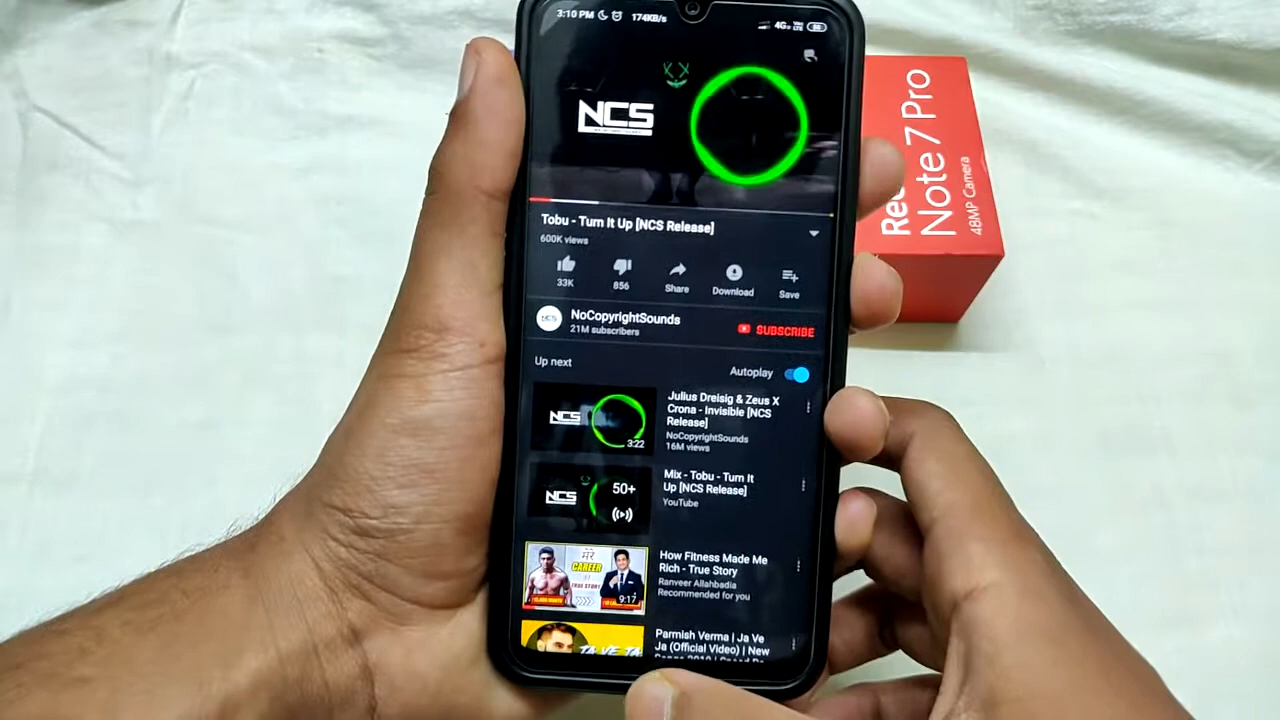 3:10 PM 174KB/s 4G+ VoLTE
NCS
Tobu - Turn It Up [NCS Release]
600K views
33K 856 Share Download Save
NoCopyrightSounds
21M subscribers
SUBSCRIBE
Up next
Autoplay
NCS
3:22
Julius Dreisig & Zeus X
Crona - Invisible [NCS
Release]
NoCopyrightSounds
16M views
NCS
50+
Mix - Tobu - Turn It
Up [NCS Release]
YouTube
CAREER
TRUE STORY
9:17
How Fitness Made Me
Rich - True Story
Ranveer Allahbadia
Recommended for you
Parmish Verma | Ja Ve
Ja (Official Video) | New
Note 7 Pro
48MP Camera